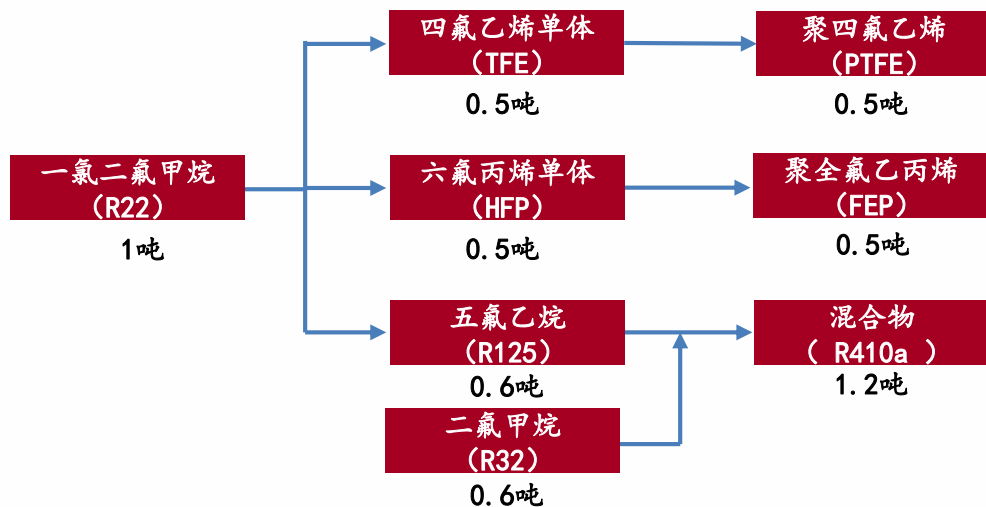 四氟乙烯单体
（TFE）
0.5吨
聚四氟乙烯
（PTFE）
0.5吨
一氯二氟甲烷
（R22）
1吨
六氟丙烯单体
（HFP）
0.5吨
聚全氟乙丙烯
（FEP）
0.5吨
五氟乙烷
（R125）
0.6吨
混合物
（ R410a ）
1.2吨
二氟甲烷
（R32）
0.6吨